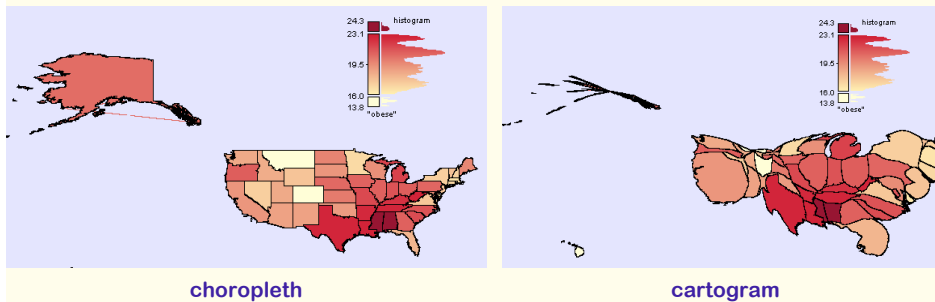 24.3 histogram
23.1
19.5
16.0
13.8
"obese"
24.3 histogram
23.1
19.5
16.0
13.8
"obese"
choropleth
cartogram